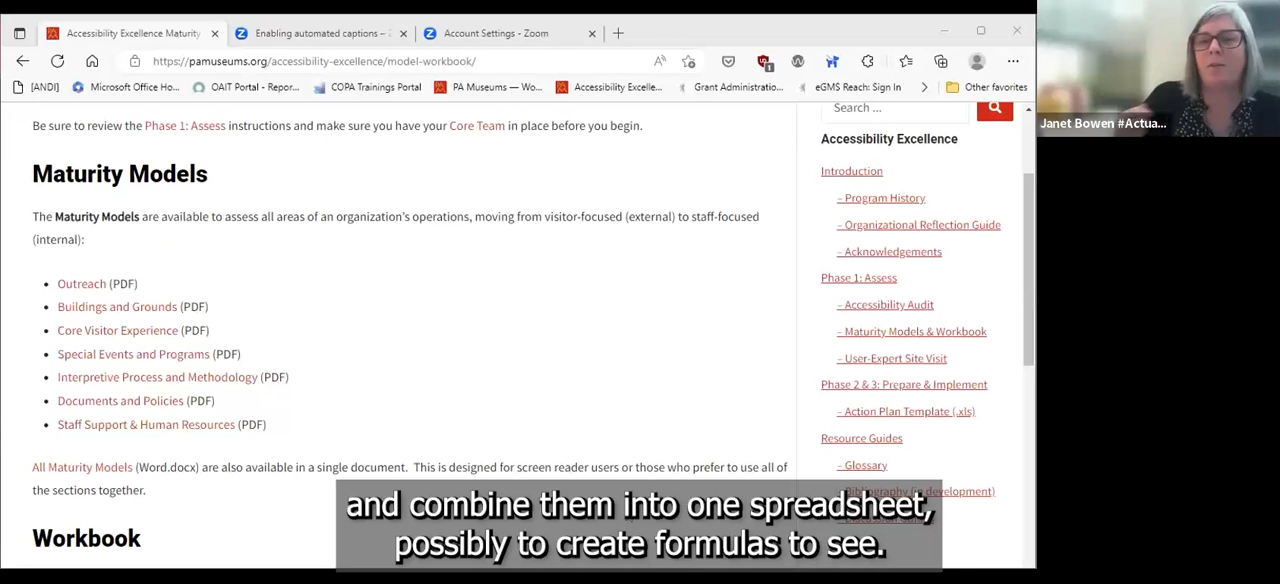 Accessibility Excellence Maturity
Enabling automated captions – Z
Account Settings - Zoom
https://pamuseums.org/accessibility-excellence/model-workbook/
[ANDI]
Microsoft Office Ho...
OAIT Portal - Repor...
COPA Trainings Portal
PA Museums — Wo...
Accessibility Excelle...
Grant Administratio...
eGMS Reach: Sign In
Other favorites
Be sure to review the Phase 1: Assess instructions and make sure you have your Core Team in place before you begin.
Maturity Models
The Maturity Models are available to assess all areas of an organization's operations, moving from visitor-focused (external) to staff-focused
(internal):
• Outreach (PDF)
• Buildings and Grounds (PDF)
• Core Visitor Experience (PDF)
• Special Events and Programs (PDF)
• Interpretive Process and Methodology (PDF)
• Documents and Policies (PDF)
• Staff Support & Human Resources (PDF)
All Maturity Models (Word.docx) are also available in a single document. This is designed for screen reader users or those who prefer to use all of
the sections together.
Workbook
Search ...
Accessibility Excellence
Introduction
– Program History
– Organizational Reflection Guide
– Acknowledgements
Phase 1: Assess
– Accessibility Audit
– Maturity Models & Workbook
– User-Expert Site Visit
Phase 2 & 3: Prepare & Implement
– Action Plan Template (.xls)
Resource Guides
– Glossary
– Bibliography (in development)
Janet Bowen #Actua...
and combine them into one spreadsheet,
possibly to create formulas to see.